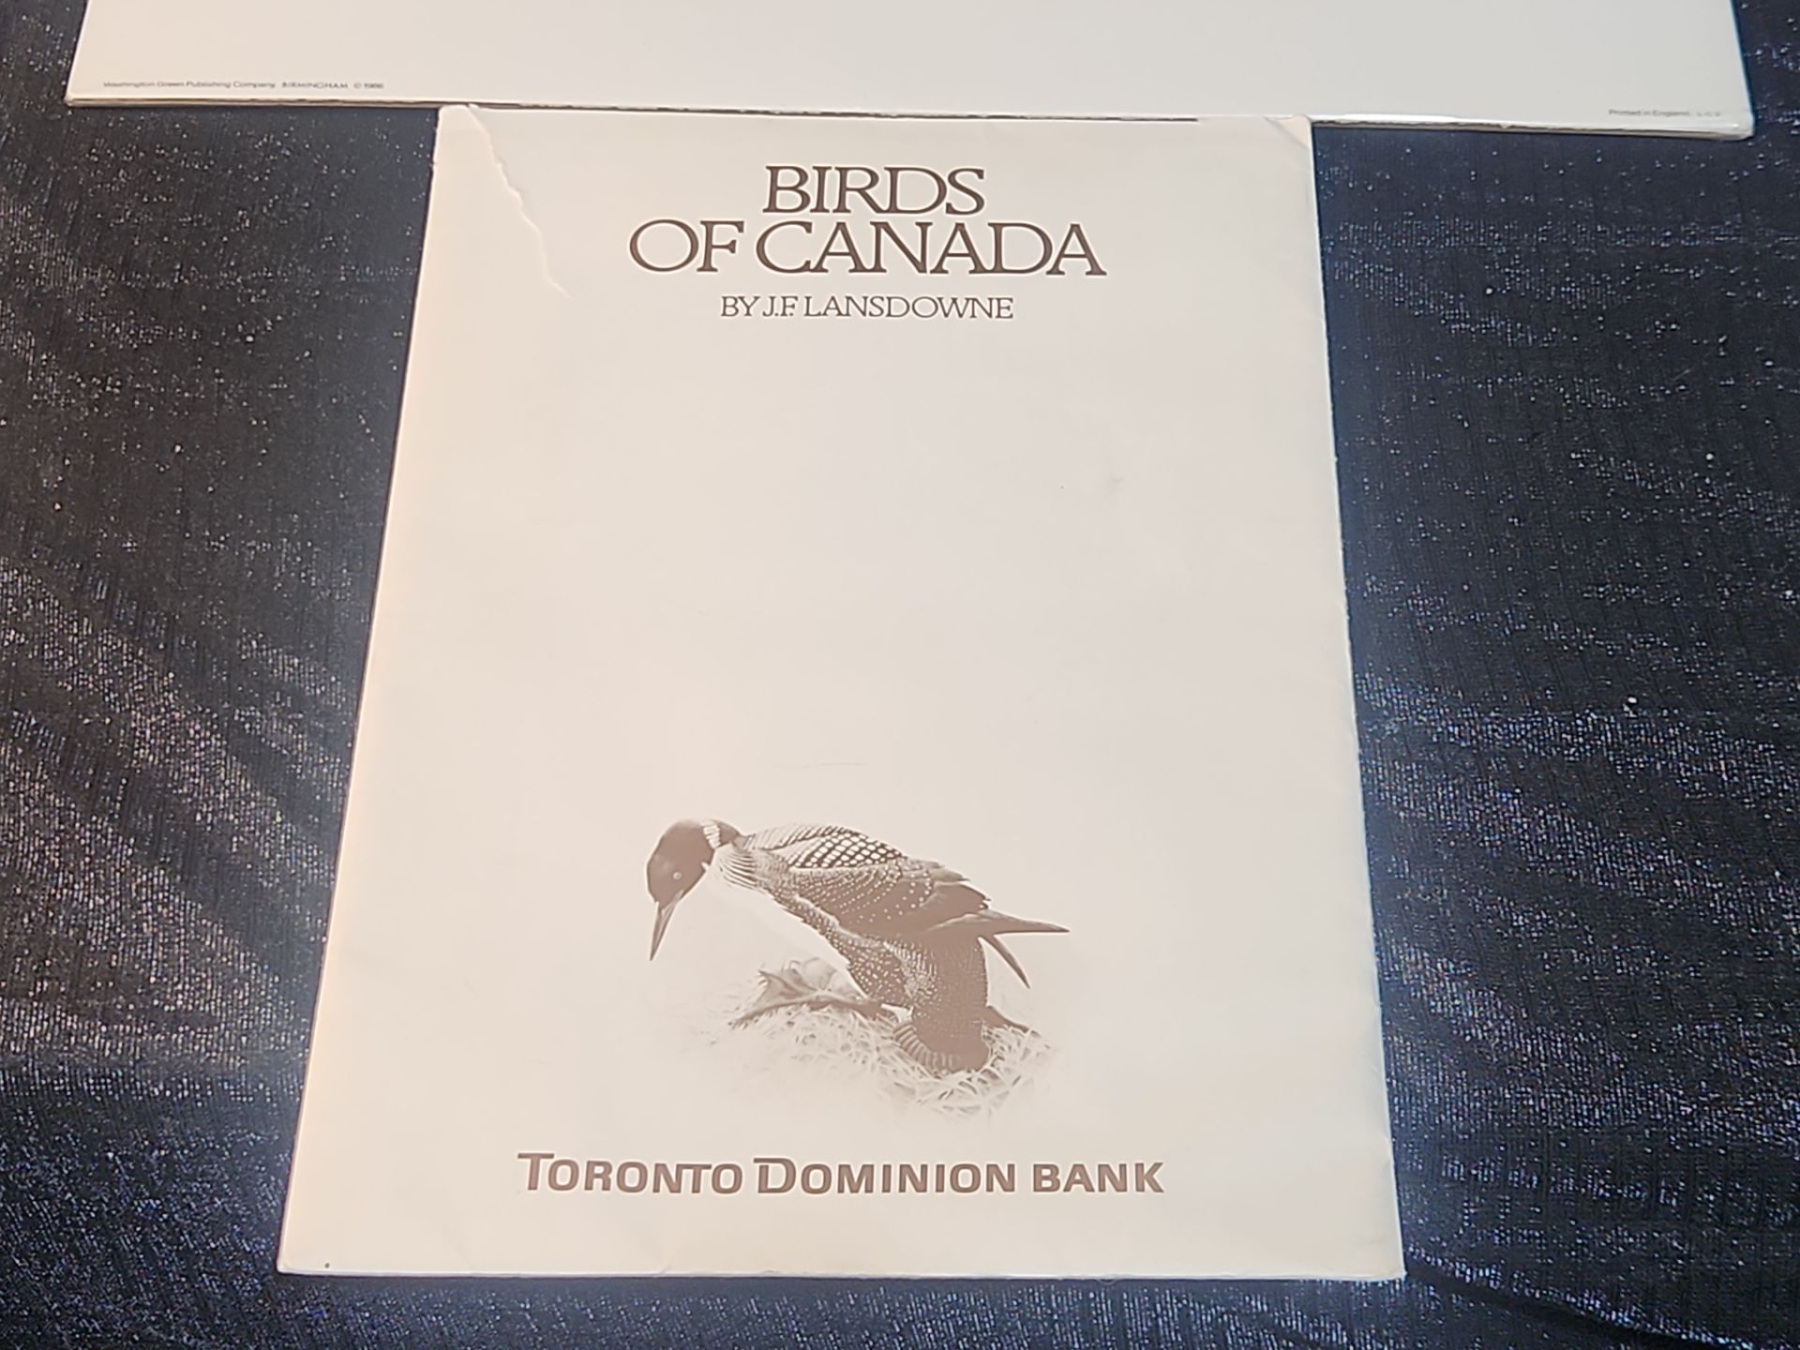 Washington Green Publishing Company. BIRMINGHAM. © 1986
Printed in England
BIRDS
OF CANADA
BY J.F. LANSDOWNE
TORONTO DOMINION BANK